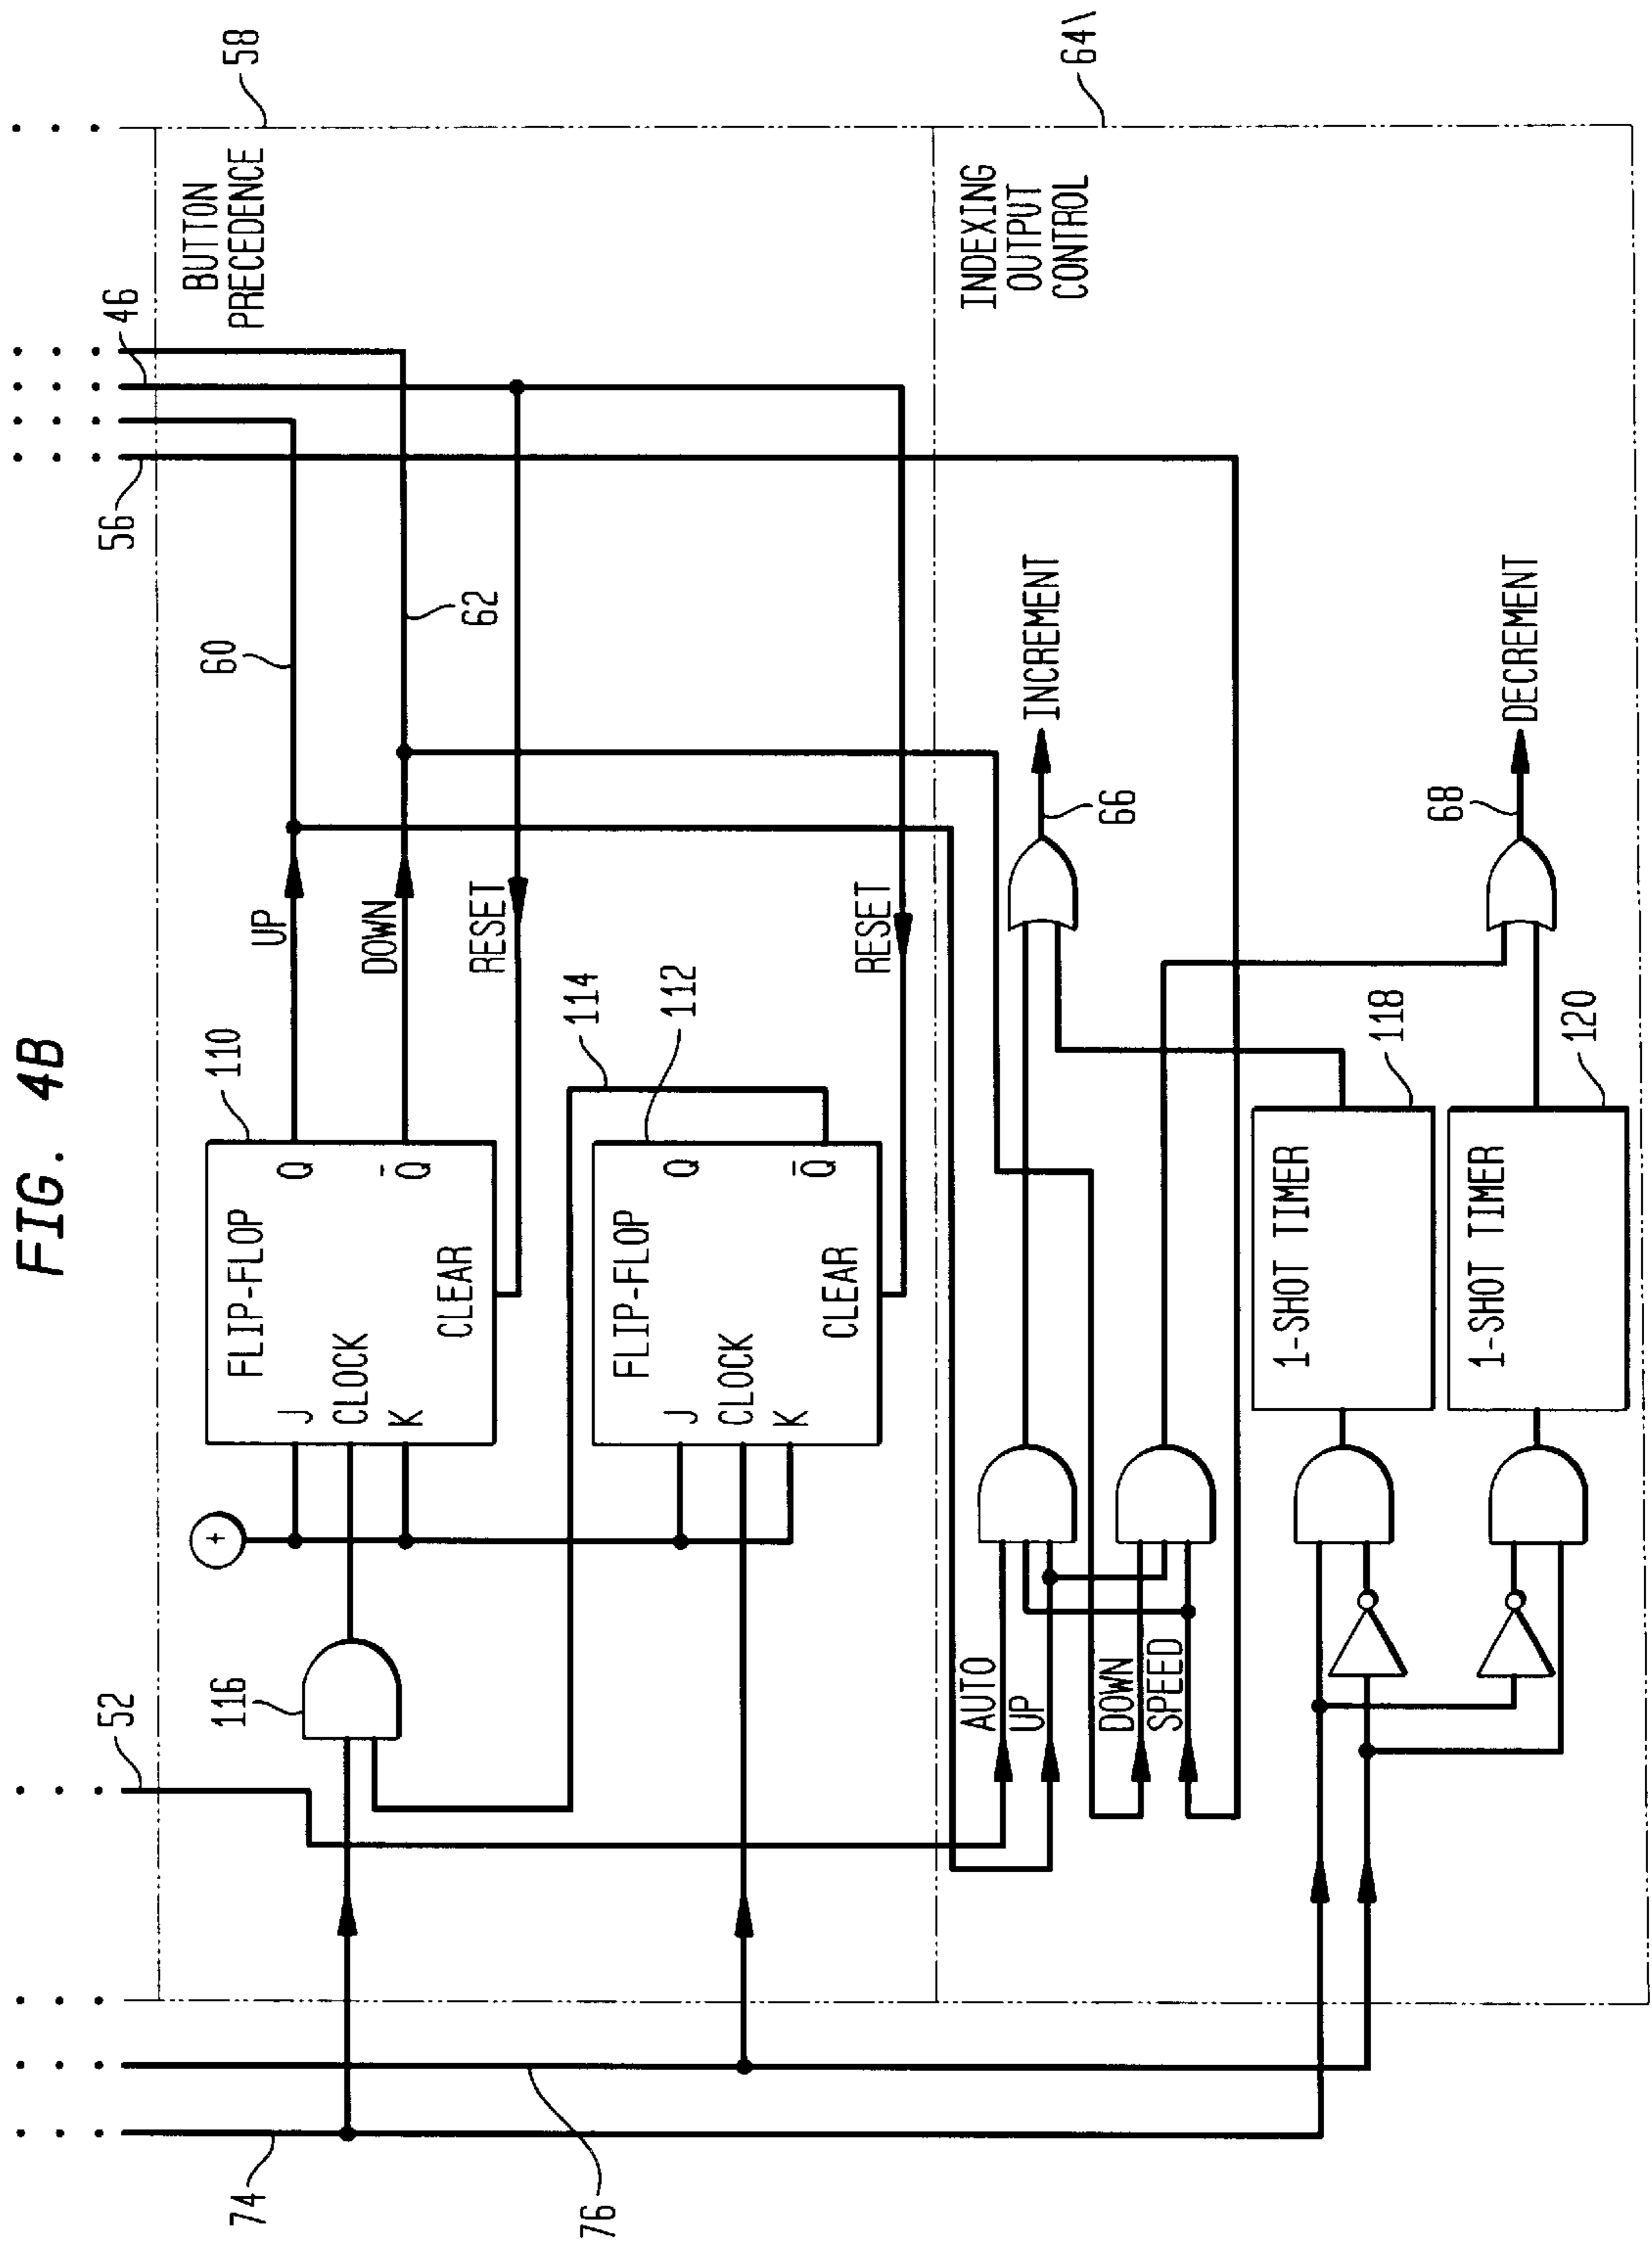 FIG. 4B
74
76
52
56
46
58
BUTTON
PRECEDENCE
116
+
110
FLIP-FLOP
J
CLOCK
K
CLEAR
Q
Q̄
UP
DOWN
RESET
60
62
114
112
FLIP-FLOP
J
CLOCK
K
CLEAR
Q
Q̄
RESET
64\
INDEXING
OUTPUT
CONTROL
AUTO
UP
DOWN
SPEED
66
INCREMENT
68
DECREMENT
1-SHOT TIMER
118
1-SHOT TIMER
120